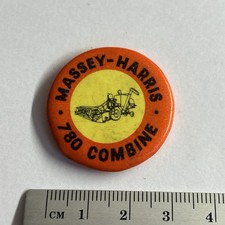 • MASSEY-HARRIS •
780 COMBINE
CM 1 2 3 4